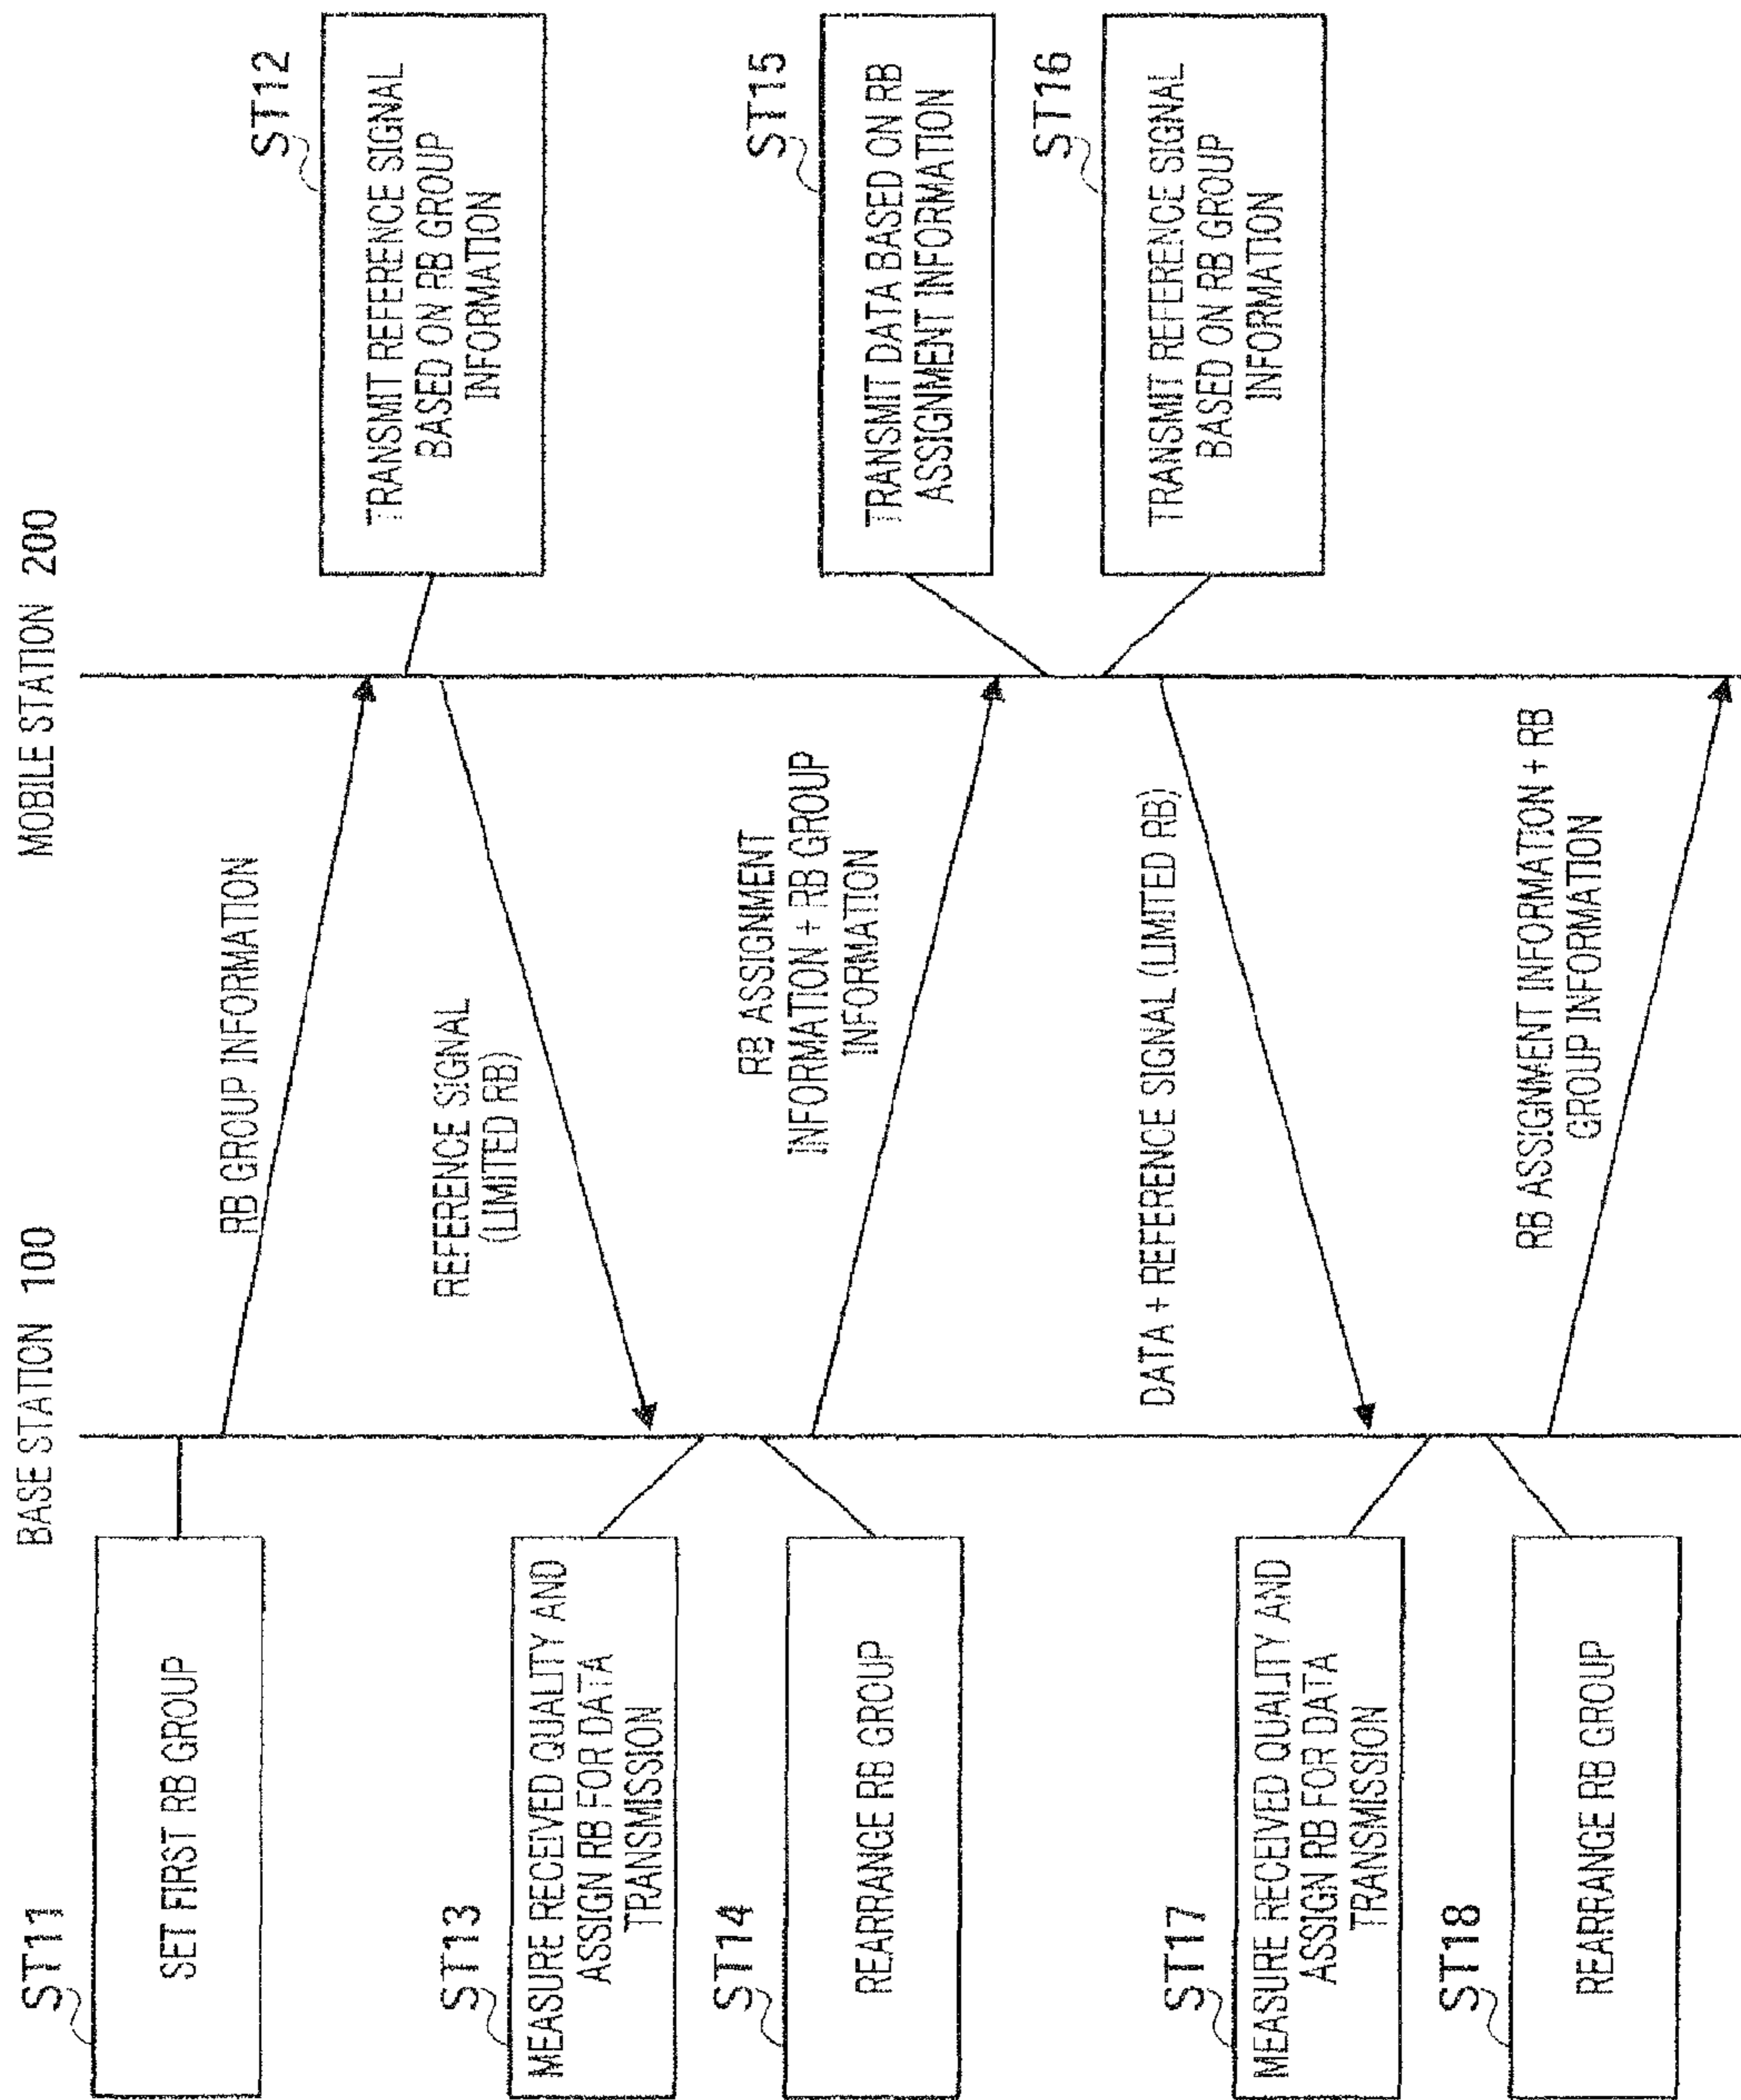 BASE STATION 100
MOBILE STATION 200
ST11
SET FIRST RB GROUP
RB GROUP INFORMATION
ST12
TRANSMIT REFERENCE SIGNAL
BASED ON RB GROUP
INFORMATION
REFERENCE SIGNAL
(LIMITED RB)
ST13
MEASURE RECEIVED QUALITY AND
ASSIGN RB FOR DATA
TRANSMISSION
ST14
REARRANGE RB GROUP
RB ASSIGNMENT
INFORMATION + RB GROUP
INFORMATION
ST15
TRANSMIT DATA BASED ON RB
ASSIGNMENT INFORMATION
ST16
TRANSMIT REFERENCE SIGNAL
BASED ON RB GROUP
INFORMATION
DATA + REFERENCE SIGNAL (LIMITED RB)
ST17
MEASURE RECEIVED QUALITY AND
ASSIGN RB FOR DATA
TRANSMISSION
ST18
REARRANGE RB GROUP
RB ASSIGNMENT INFORMATION + RB
GROUP INFORMATION